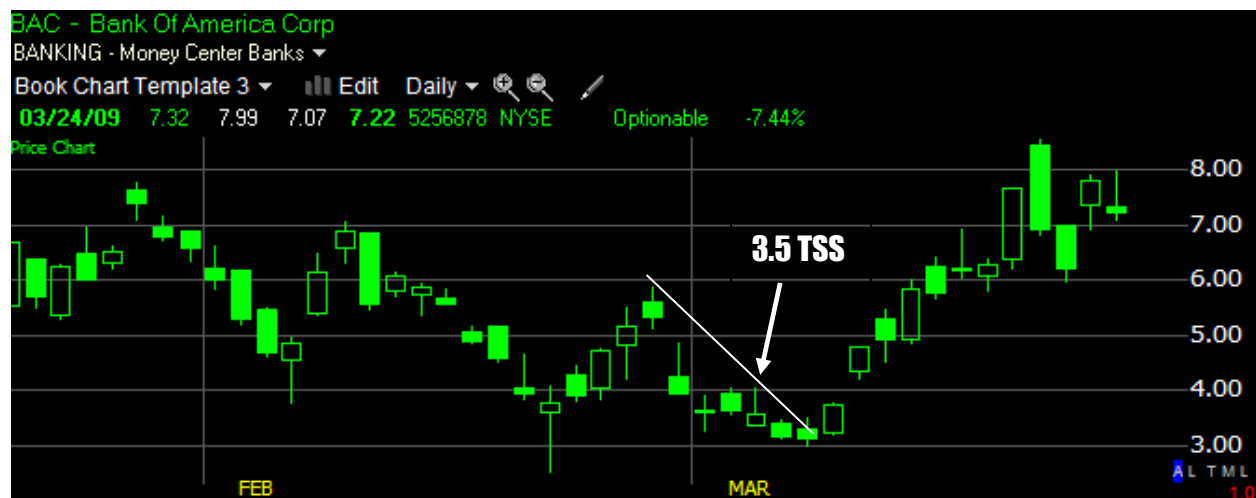 BAC - Bank Of America Corp
BANKING - Money Center Banks
Book Chart Template 3 Edit Daily
03/24/09 7.32 7.99 7.07 7.22 5256878 NYSE Optionable -7.44%
Price Chart
8.00
7.00
3.5 TSS
6.00
5.00
4.00
3.00
A L T M L
FEB MAR
1.0